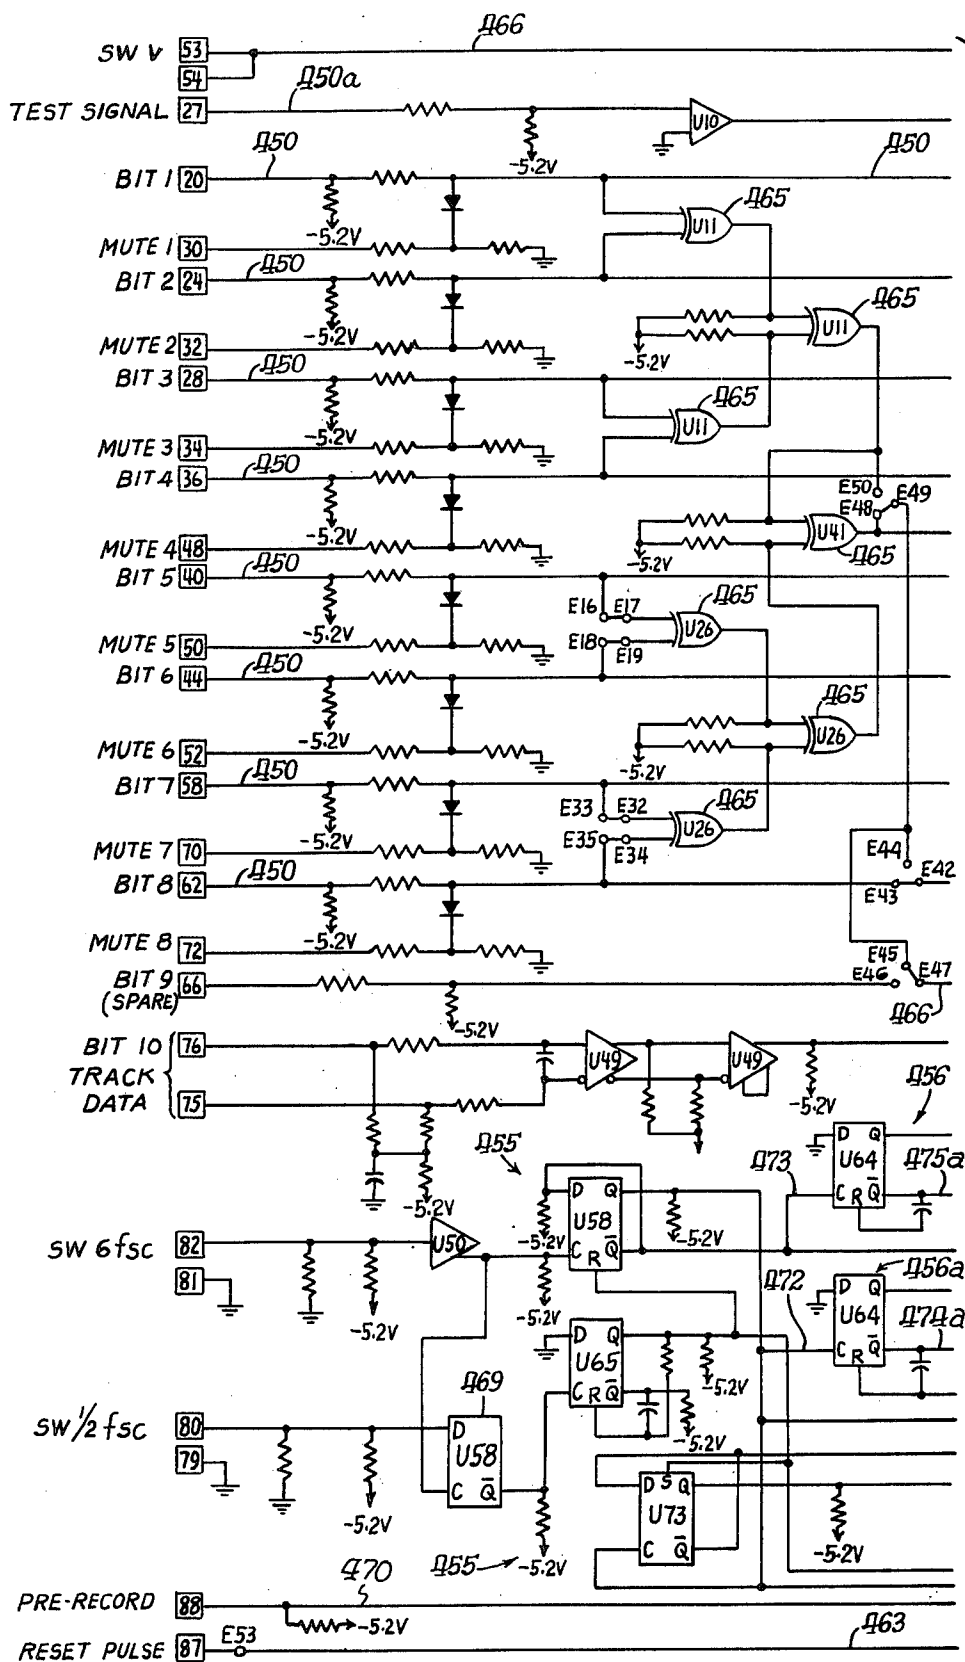 466
SW V 53
54
450a
TEST SIGNAL 27
U10
-5.2V
450
450
BIT 1 20
465
U11
-5.2V
MUTE 1 30
450
BIT 2 24
465
U11
-5.2V
MUTE 2 32
-5.2V
450
BIT 3 28
465
U11
-5.2V
MUTE 3 34
450
BIT 4 36
E50
E49
E48
-5.2V
U41
465
MUTE 4 48
-5.2V
450
BIT 5 40
465
E16 E17
U26
-5.2V
E18 E19
MUTE 5 50
450
BIT 6 44
465
U26
-5.2V
MUTE 6 52
-5.2V
450
BIT 7 58
465
E33 E32
U26
-5.2V
E35 E34
MUTE 7 70
E44
450
BIT 8 62
E42
E43
-5.2V
MUTE 8 72
E45
BIT 9 66
(SPARE)
E46 E47
466
-5.2V
BIT 10 76
TRACK
DATA 75
U49
U49
-5.2V
456
D Q
U64
C R Q̅
473
475a
455
-5.2V
D Q
U58
C R Q̅
-5.2V
-5.2V
SW 6 fSC 82
U50
81
-5.2V
-5.2V
456a
472
D Q
U64
C R Q̅
474a
D Q
U65
C R Q̅
-5.2V
-5.2V
469
SW 1/2 fSC 80
79
D
U58
C Q̅
-5.2V
-5.2V
455
D S Q
U73
C Q̅
-5.2V
470
PRE-RECORD 88
-5.2V
RESET PULSE 87
E53
463